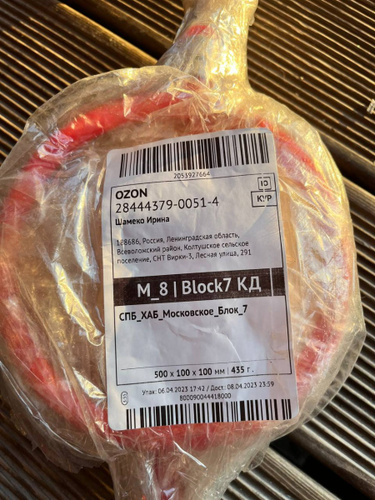 2053927664
OZON
28444379-0051-4
Шамеко Ирина
КУР
188686, Россия, Ленинградская область,
Всеволожский район, Колтушское сельское
поселение, СНТ Вирки-3, Лесная улица, 291
M_8 | Block7 КД
СПБ_ХАБ_Московское_Блок_7
500 x 100 x 100 мм | 435 г.
Упак: 06.04.2023 17:42 / Дост: 08.04.2023 23:59
800090044418000